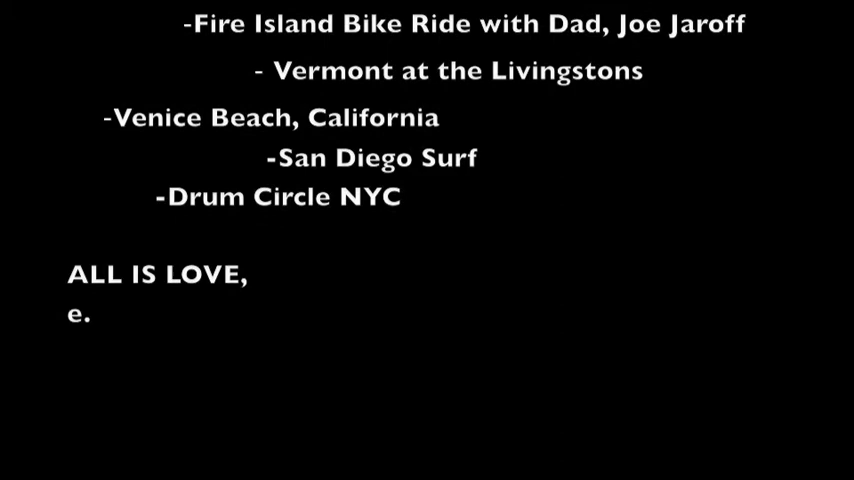 -Fire Island Bike Ride with Dad, Joe Jaroff
- Vermont at the Livingstons
-Venice Beach, California
-San Diego Surf
-Drum Circle NYC
ALL IS LOVE,
e.